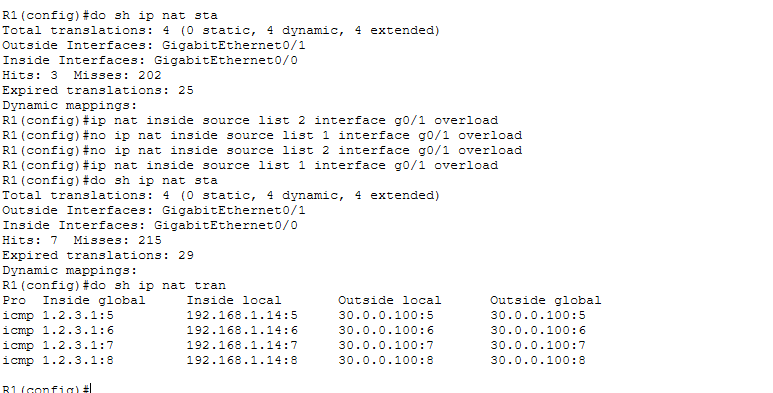 R1(config)#do sh ip nat sta
Total translations: 4 (0 static, 4 dynamic, 4 extended)
Outside Interfaces: GigabitEthernet0/1
Inside Interfaces: GigabitEthernet0/0
Hits: 3  Misses: 202
Expired translations: 25
Dynamic mappings:
R1(config)#ip nat inside source list 2 interface g0/1 overload
R1(config)#no ip nat inside source list 1 interface g0/1 overload
R1(config)#no ip nat inside source list 2 interface g0/1 overload
R1(config)#ip nat inside source list 1 interface g0/1 overload
R1(config)#do sh ip nat sta
Total translations: 4 (0 static, 4 dynamic, 4 extended)
Outside Interfaces: GigabitEthernet0/1
Inside Interfaces: GigabitEthernet0/0
Hits: 7  Misses: 215
Expired translations: 29
Dynamic mappings:
R1(config)#do sh ip nat tran
Pro  Inside global     Inside local       Outside local      Outside global
icmp 1.2.3.1:5         192.168.1.14:5     30.0.0.100:5       30.0.0.100:5
icmp 1.2.3.1:6         192.168.1.14:6     30.0.0.100:6       30.0.0.100:6
icmp 1.2.3.1:7         192.168.1.14:7     30.0.0.100:7       30.0.0.100:7
icmp 1.2.3.1:8         192.168.1.14:8     30.0.0.100:8       30.0.0.100:8
R1(config)#